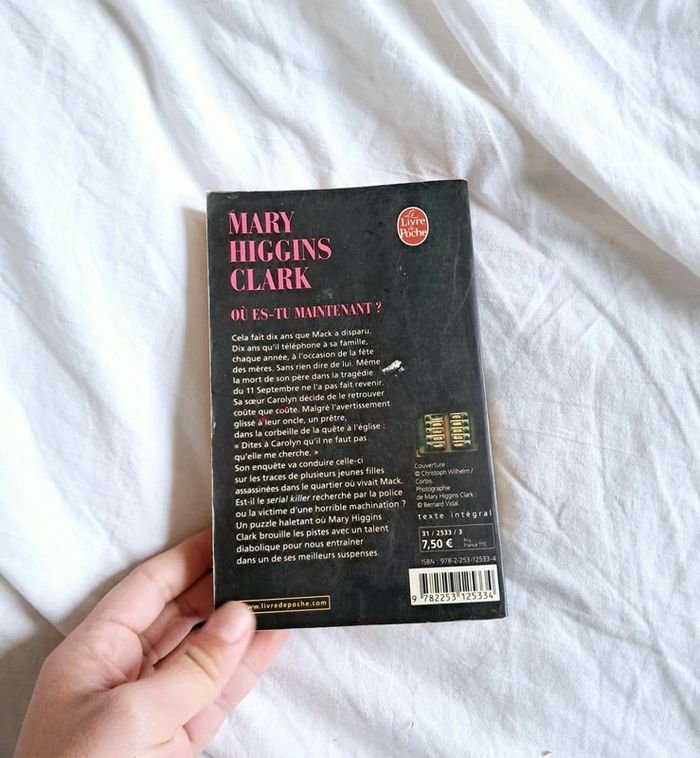 MARY
HIGGINS
CLARK
Le
Livre
de
Poche
OÙ ES-TU MAINTENANT ?
Cela fait dix ans que Mack a disparu.
Dix ans qu'il téléphone à sa famille,
chaque année, à l'occasion de la fête
des mères. Sans rien dire de lui. Même
la mort de son père dans la tragédie
du 11 Septembre ne l'a pas fait revenir.
Sa sœur Carolyn décide de le retrouver
coûte que coûte. Malgré l'avertissement
glissé à leur oncle, un prêtre,
dans la corbeille de la quête à l'église :
« Dites à Carolyn qu'il ne faut pas
qu'elle me cherche. »
Son enquête va conduire celle-ci
sur les traces de plusieurs jeunes filles
assassinées dans le quartier où vivait Mack.
Est-il le serial killer recherché par la police
ou la victime d'une horrible machination ?
Un puzzle haletant où Mary Higgins
Clark brouille les pistes avec un talent
diabolique pour nous entraîner
dans un de ses meilleurs suspenses.
www.livredepoche.com
Couverture :
© Christoph Wilhelm /
Corbis.
Photographie
de Mary Higgins Clark :
© Bernard Vidal.
texte intégral
31 / 2533 / 3
7,50 € Prix
France TTC
ISBN : 978-2-253-12533-4
9 782253 125334